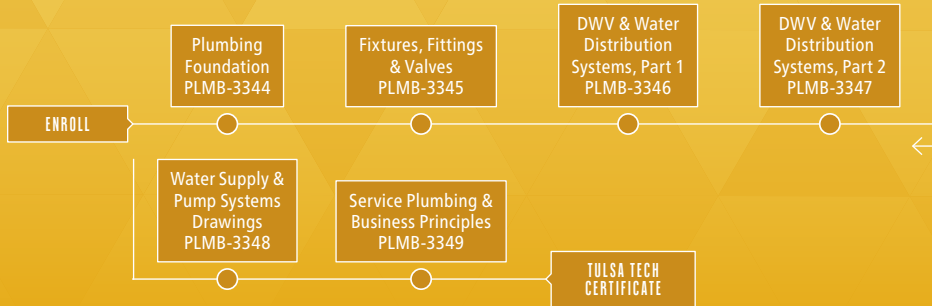 Plumbing
Foundation
PLMB-3344
Fixtures, Fittings
& Valves
PLMB-3345
DWV & Water
Distribution
Systems, Part 1
PLMB-3346
DWV & Water
Distribution
Systems, Part 2
PLMB-3347
ENROLL
Water Supply &
Pump Systems
Drawings
PLMB-3348
Service Plumbing &
Business Principles
PLMB-3349
TULSA TECH
CERTIFICATE